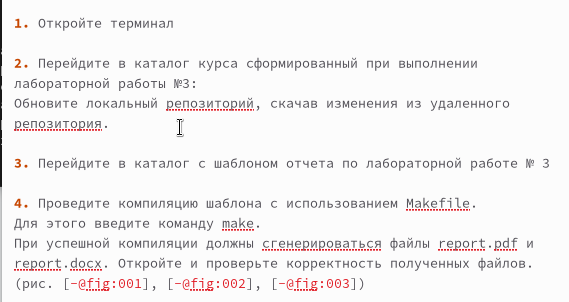 1. Откройте терминал
2. Перейдите в каталог курса сформированный при выполнении
лабораторной работы №3:
Обновите локальный репозиторий, скачав изменения из удаленного
репозитория.
3. Перейдите в каталог с шаблоном отчета по лабораторной работе № 3
4. Проведите компиляцию шаблона с использованием Makefile.
Для этого введите команду make.
При успешной компиляции должны сгенерироваться файлы report.pdf и
report.docx. Откройте и проверьте корректность полученных файлов.
(рис. [-@fig:001], [-@fig:002], [-@fig:003])